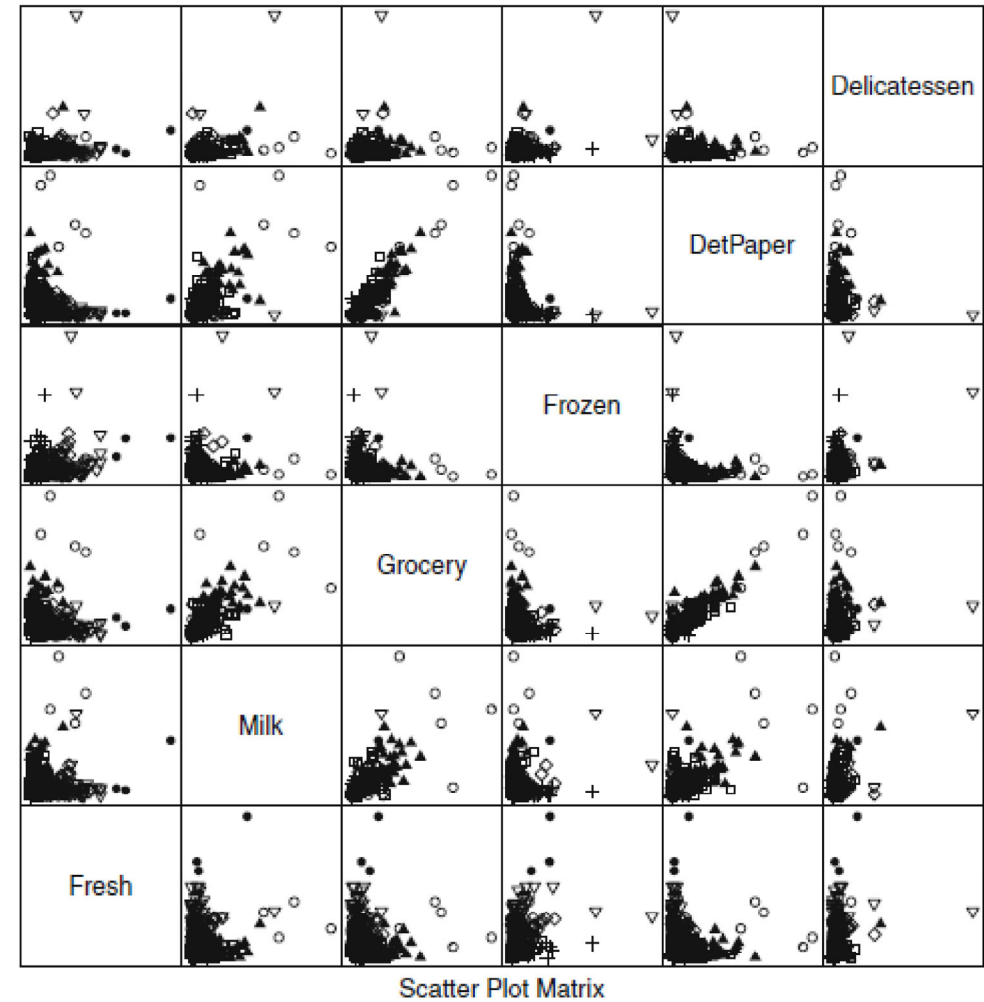 Delicatessen
DetPaper
Frozen
Grocery
Milk
Fresh
Scatter Plot Matrix